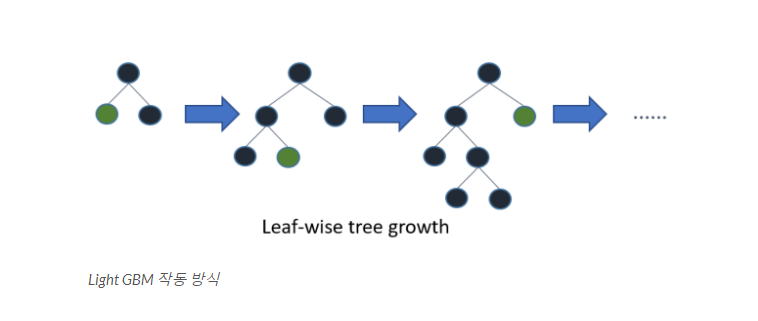 ......
Leaf-wise tree growth
Light GBM 작동 방식